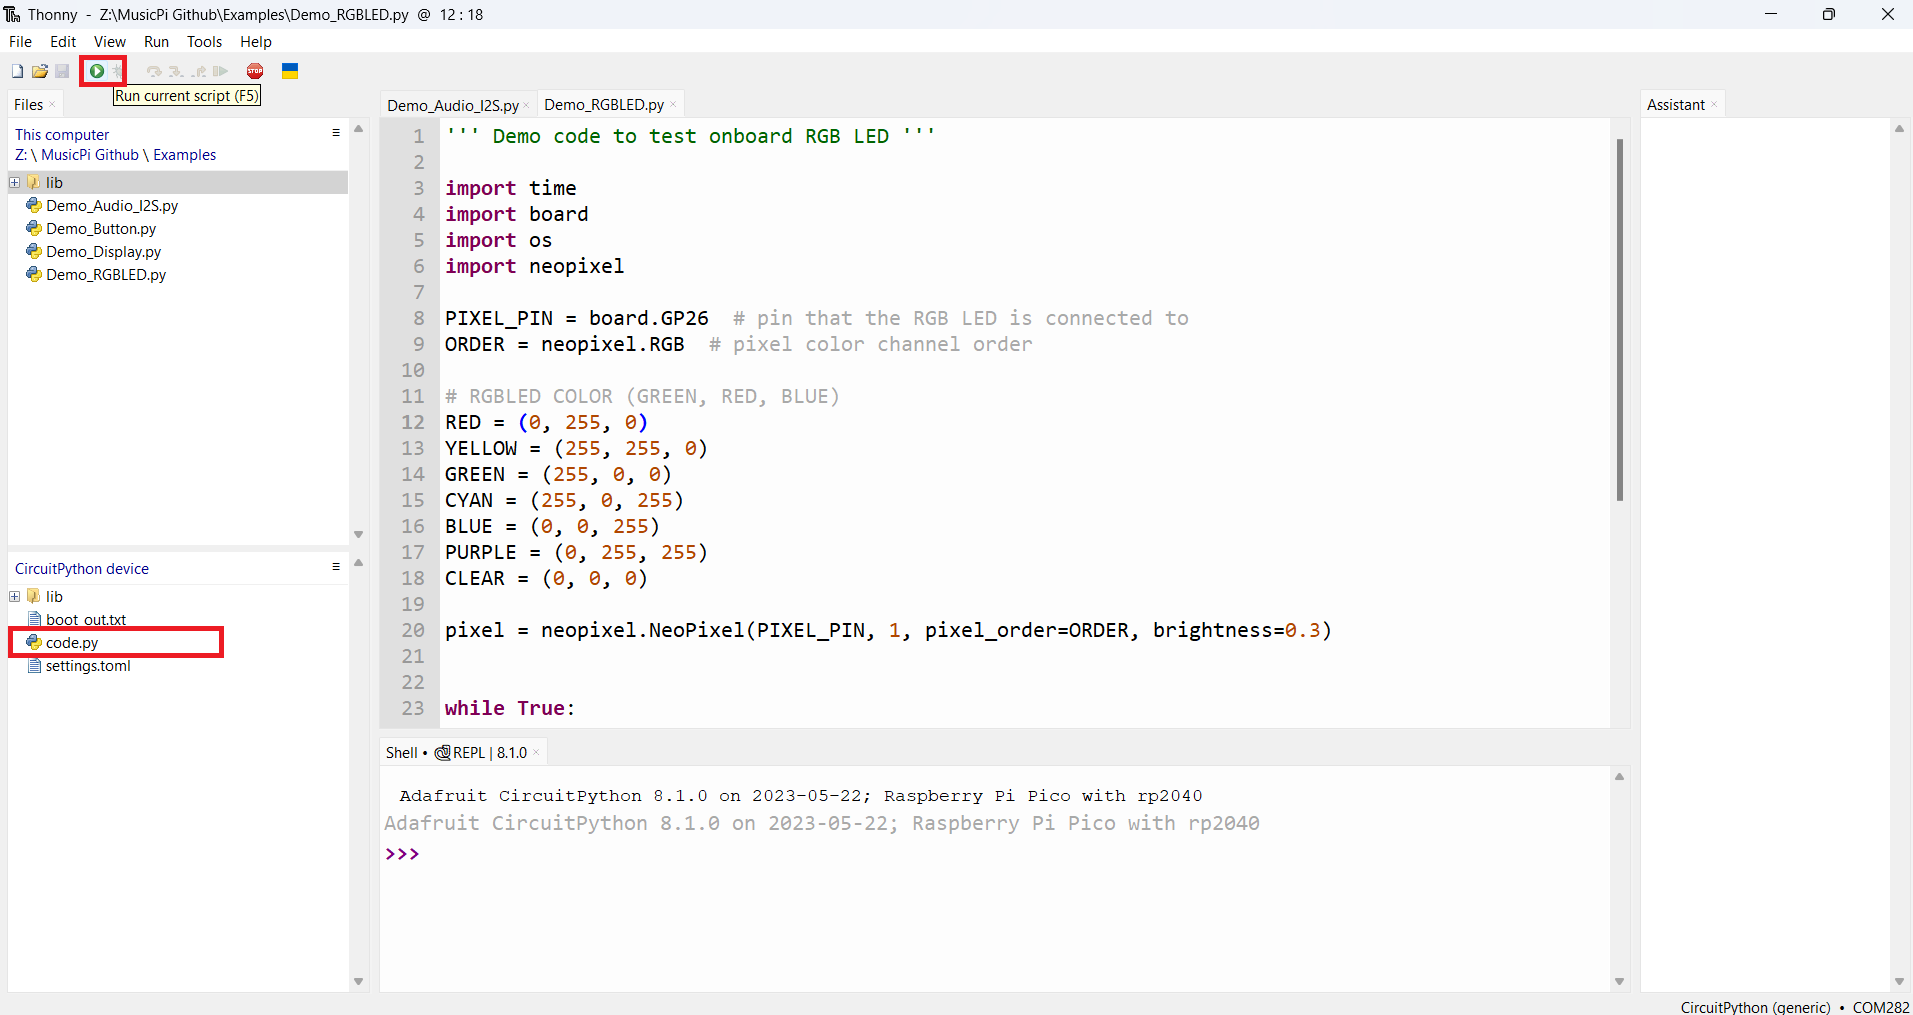 Thonny - Z:\MusicPi Github\Examples\Demo_RGBLED.py @ 12 : 18
File Edit View Run Tools Help
STOP
Run current script (F5)
Files
This computer
Z: \ MusicPi Github \ Examples
lib
Demo_Audio_I2S.py
Demo_Button.py
Demo_Display.py
Demo_RGBLED.py
CircuitPython device
lib
boot_out.txt
code.py
settings.toml
Demo_Audio_I2S.py Demo_RGBLED.py
1 ''' Demo code to test onboard RGB LED '''
2
3 import time
4 import board
5 import os
6 import neopixel
7
8 PIXEL_PIN = board.GP26 # pin that the RGB LED is connected to
9 ORDER = neopixel.RGB # pixel color channel order
10
11 # RGBLED COLOR (GREEN, RED, BLUE)
12 RED = (0, 255, 0)
13 YELLOW = (255, 255, 0)
14 GREEN = (255, 0, 0)
15 CYAN = (255, 0, 255)
16 BLUE = (0, 0, 255)
17 PURPLE = (0, 255, 255)
18 CLEAR = (0, 0, 0)
19
20 pixel = neopixel.NeoPixel(PIXEL_PIN, 1, pixel_order=ORDER, brightness=0.3)
21
22
23 while True:
Shell • REPL | 8.1.0
Adafruit CircuitPython 8.1.0 on 2023-05-22; Raspberry Pi Pico with rp2040
Adafruit CircuitPython 8.1.0 on 2023-05-22; Raspberry Pi Pico with rp2040
>>>
Assistant
CircuitPython (generic) • COM282